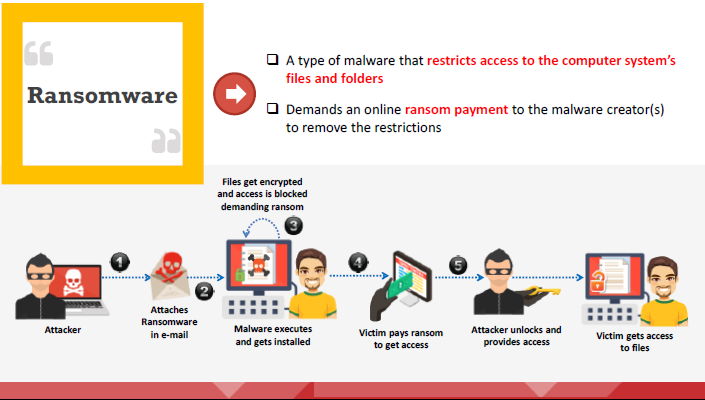 Ransomware
A type of malware that restricts access to the computer system's
files and folders
Demands an online ransom payment to the malware creator(s)
to remove the restrictions
Files get encrypted
and access is blocked
demanding ransom
1
2
3
4
5
Attacker
Attaches
Ransomware
in e-mail
Malware executes
and gets installed
Victim pays ransom
to get access
Attacker unlocks and
provides access
Victim gets access
to files